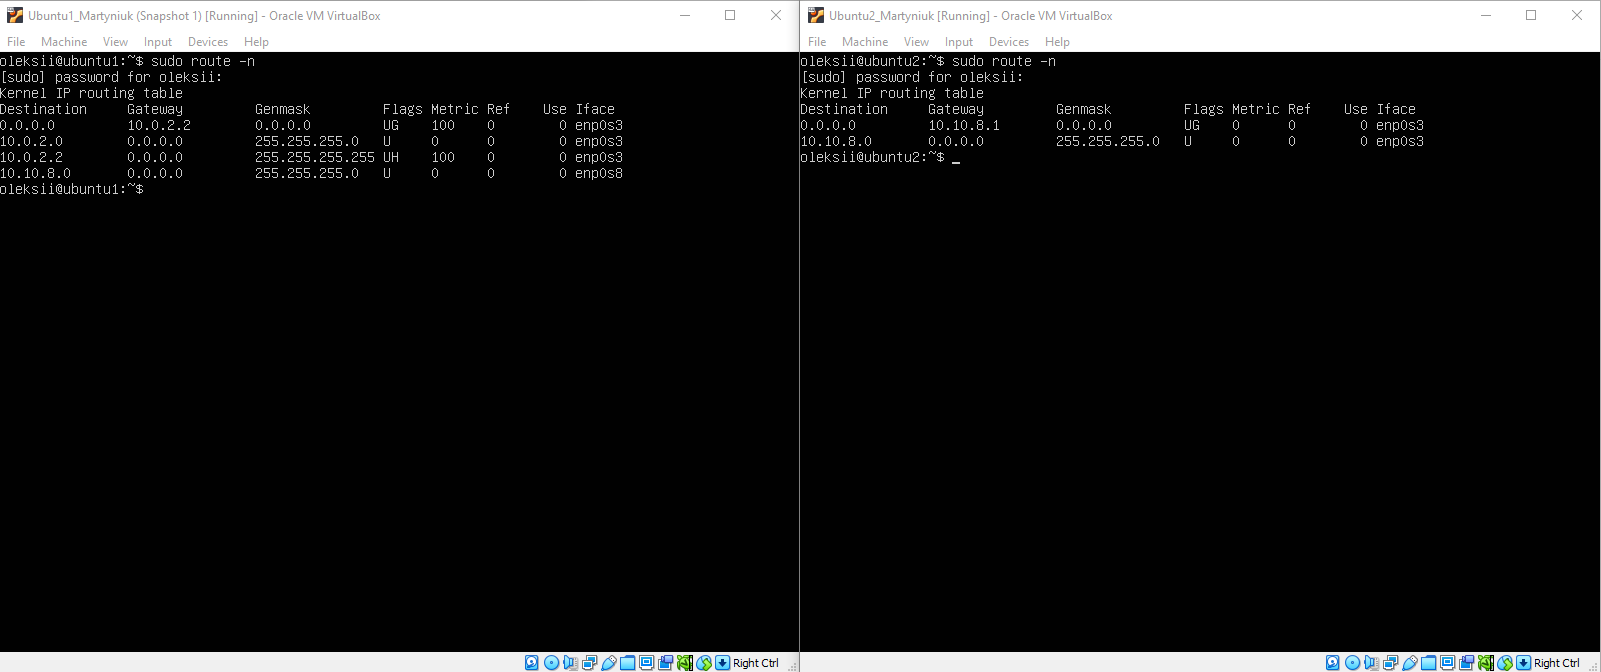 Ubuntu1_Martyniuk (Snapshot 1) [Running] - Oracle VM VirtualBox
File Machine View Input Devices Help
oleksii@ubuntu1:~$ sudo route -n
[sudo] password for oleksii:
Kernel IP routing table
Destination     Gateway         Genmask         Flags Metric Ref    Use Iface
0.0.0.0         10.0.2.2        0.0.0.0         UG    100    0        0 enp0s3
10.0.2.0        0.0.0.0         255.255.255.0   U     0      0        0 enp0s3
10.0.2.2        0.0.0.0         255.255.255.255 UH    100    0        0 enp0s3
10.10.8.0       0.0.0.0         255.255.255.0   U     0      0        0 enp0s8
oleksii@ubuntu1:~$
Right Ctrl
Ubuntu2_Martyniuk [Running] - Oracle VM VirtualBox
File Machine View Input Devices Help
oleksii@ubuntu2:~$ sudo route -n
[sudo] password for oleksii:
Kernel IP routing table
Destination     Gateway         Genmask         Flags Metric Ref    Use Iface
0.0.0.0         10.10.8.1       0.0.0.0         UG    0      0        0 enp0s3
10.10.8.0       0.0.0.0         255.255.255.0   U     0      0        0 enp0s3
oleksii@ubuntu2:~$ _
Right Ctrl